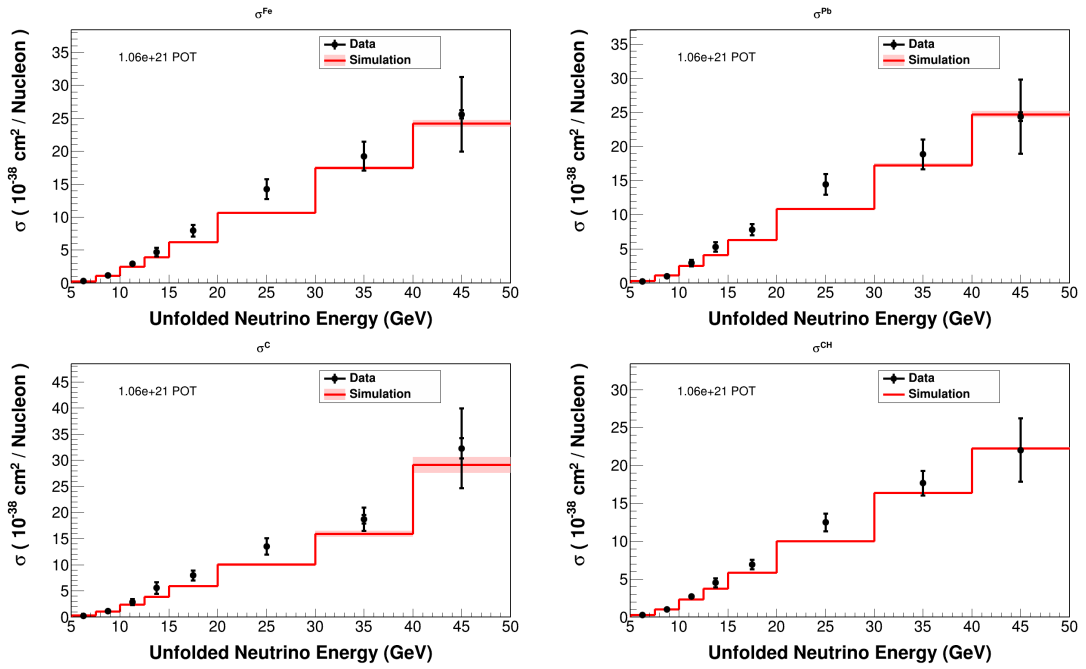 σ^Fe
σ ( 10^-38 cm^2 / Nucleon )
35
30
25
20
15
10
5
0
1.06e+21 POT
Data
Simulation
5 10 15 20 25 30 35 40 45 50
Unfolded Neutrino Energy (GeV)
σ^Pb
σ ( 10^-38 cm^2 / Nucleon )
35
30
25
20
15
10
5
0
1.06e+21 POT
Data
Simulation
5 10 15 20 25 30 35 40 45 50
Unfolded Neutrino Energy (GeV)
σ^C
σ ( 10^-38 cm^2 / Nucleon )
45
40
35
30
25
20
15
10
5
0
1.06e+21 POT
Data
Simulation
5 10 15 20 25 30 35 40 45 50
Unfolded Neutrino Energy (GeV)
σ^CH
σ ( 10^-38 cm^2 / Nucleon )
30
25
20
15
10
5
0
1.06e+21 POT
Data
Simulation
5 10 15 20 25 30 35 40 45 50
Unfolded Neutrino Energy (GeV)